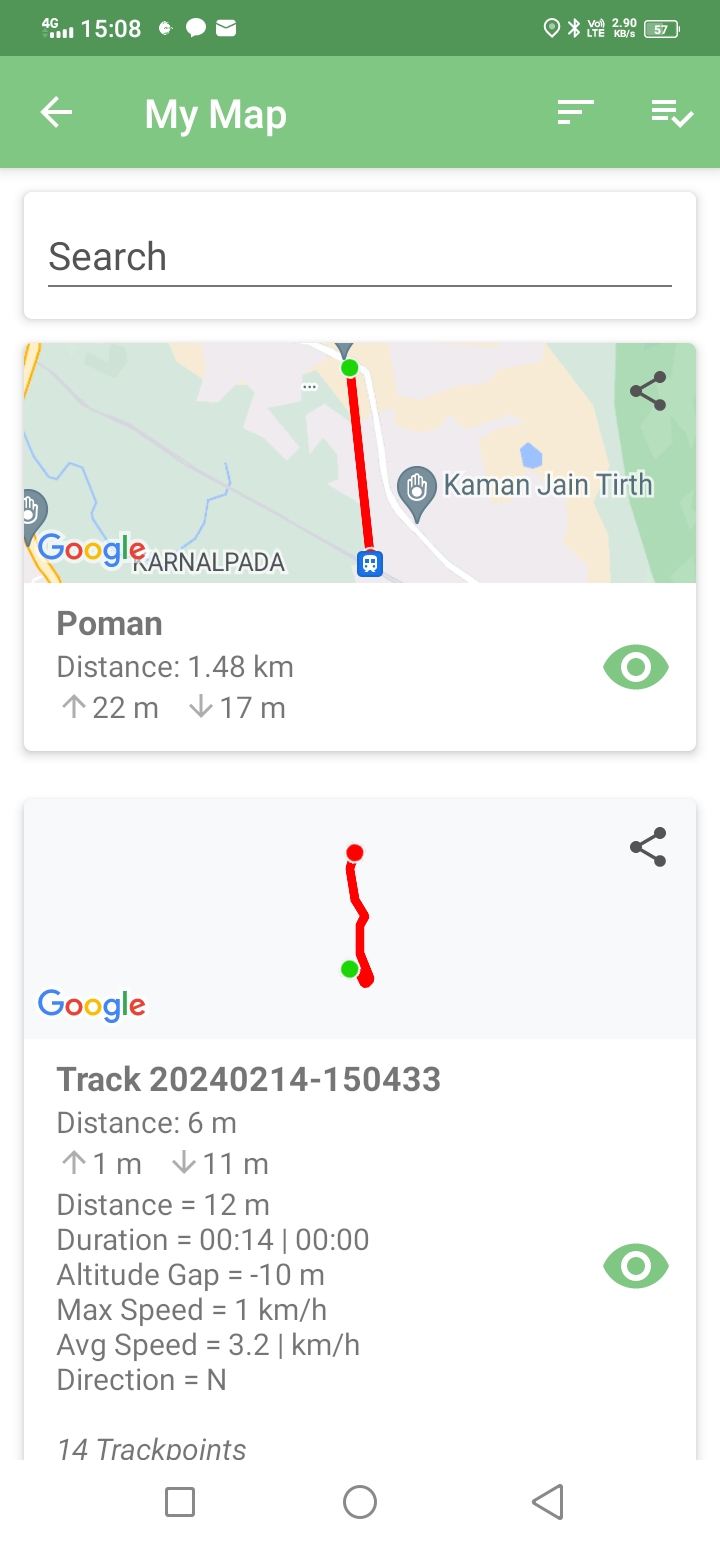 4G 15:08 Vo) LTE 2.90 KB/s 57
My Map
Search
...
Kaman Jain Tirth
Google
KARNALPADA
Poman
Distance: 1.48 km
↑ 22 m ↓ 17 m
Google
Track 20240214-150433
Distance: 6 m
↑ 1 m ↓ 11 m
Distance = 12 m
Duration = 00:14 | 00:00
Altitude Gap = -10 m
Max Speed = 1 km/h
Avg Speed = 3.2 | km/h
Direction = N
14 Trackpoints